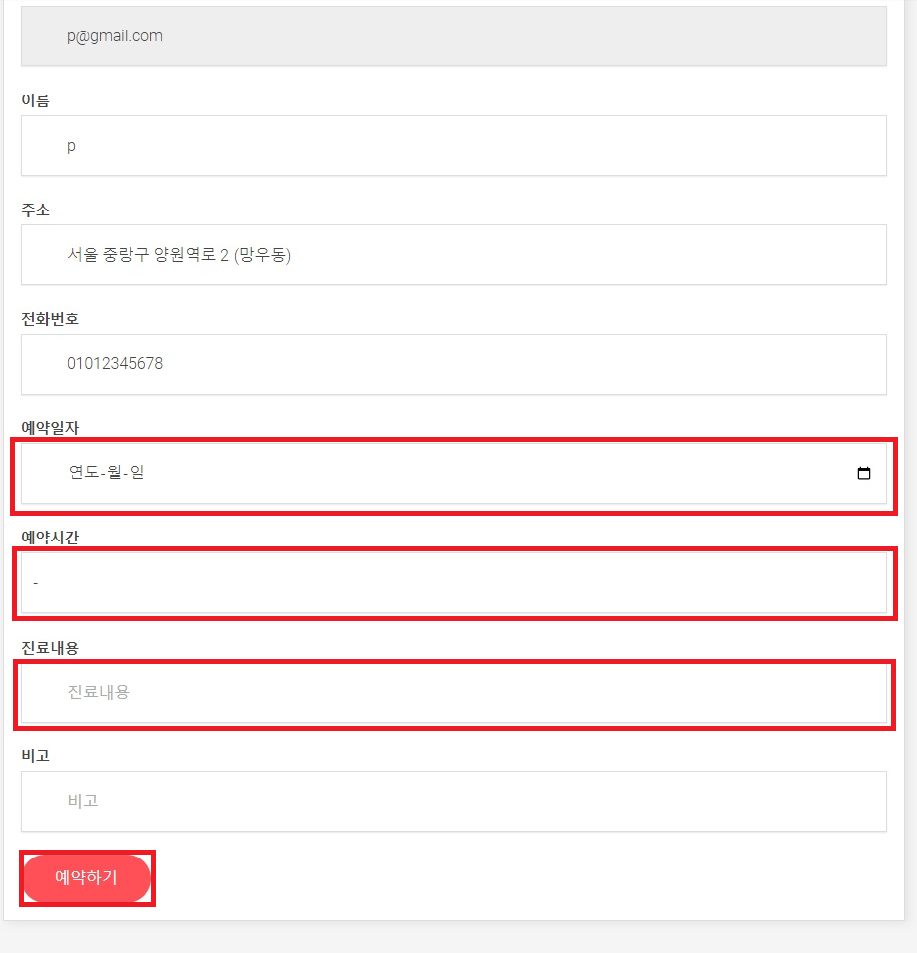 p@gmail.com
이름
p
주소
서울 중랑구 양원역로 2 (망우동)
전화번호
01012345678
예약일자
연도-월-일
예약시간
-
진료내용
진료내용
비고
비고
예약하기